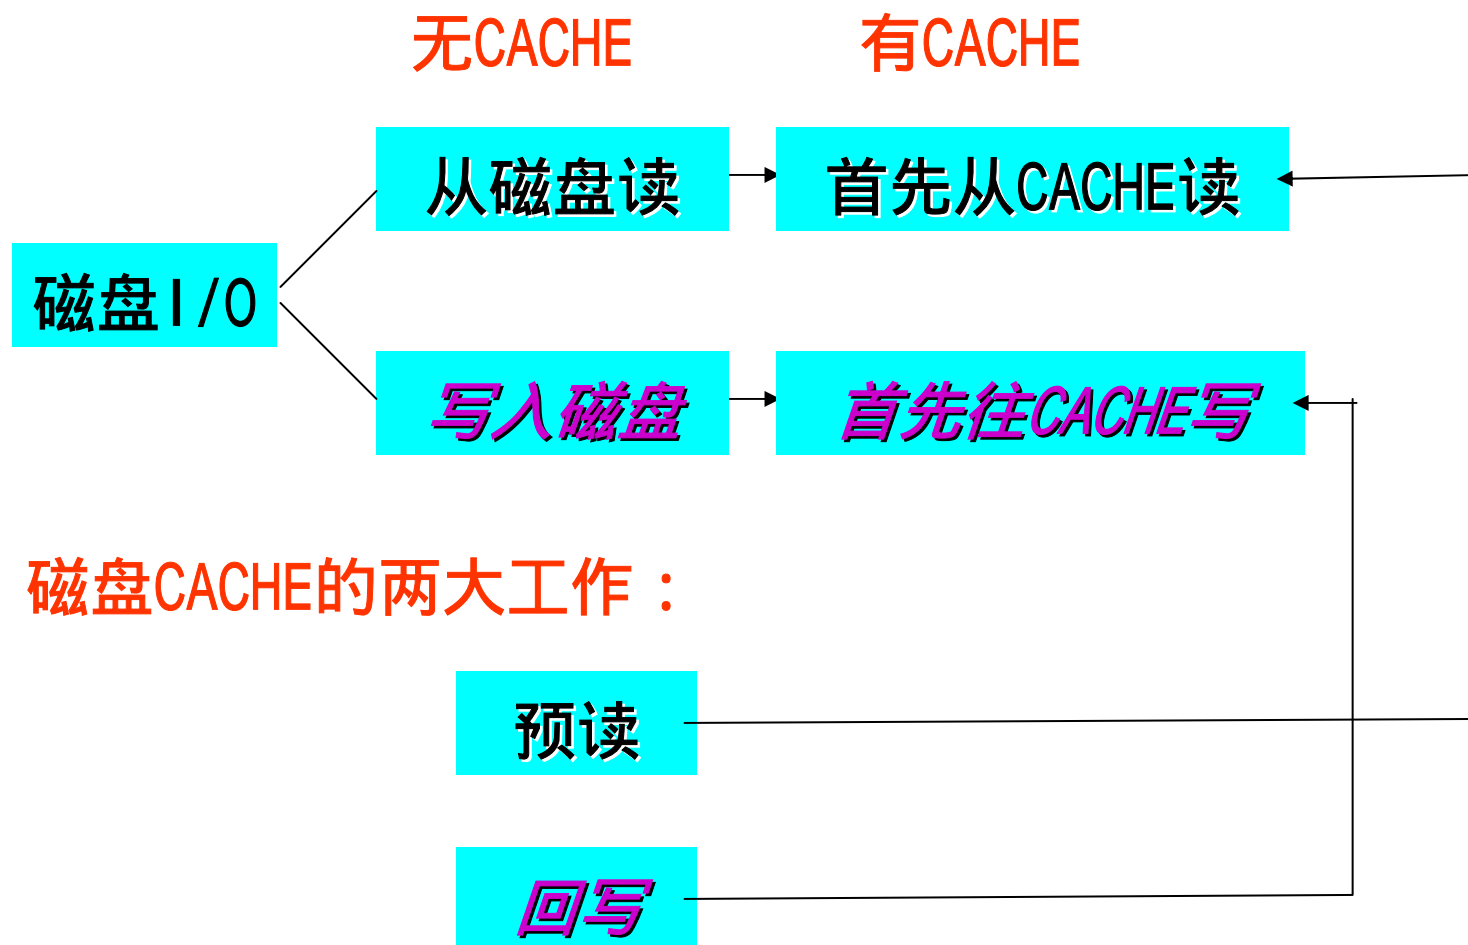 无CACHE 有CACHE
从磁盘读 首先从CACHE读
磁盘I/O
写入磁盘 首先往CACHE写
磁盘CACHE的两大工作：
预读
回写